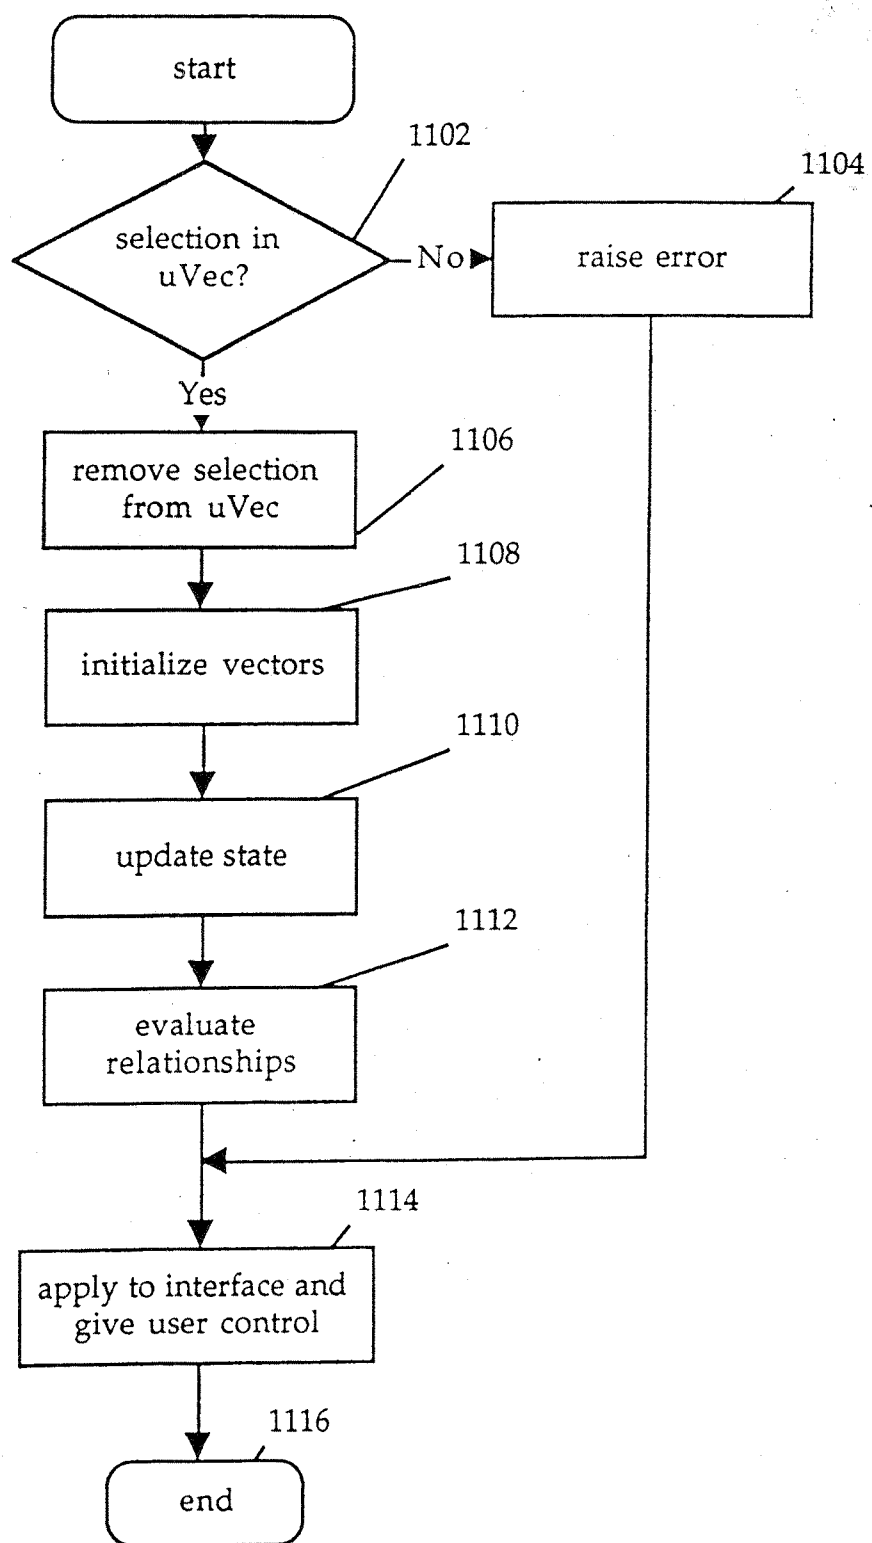 start
1102
1104
selection in
uVec?
No
raise error
Yes
1106
remove selection
from uVec
1108
initialize vectors
1110
update state
1112
evaluate
relationships
1114
apply to interface and
give user control
1116
end